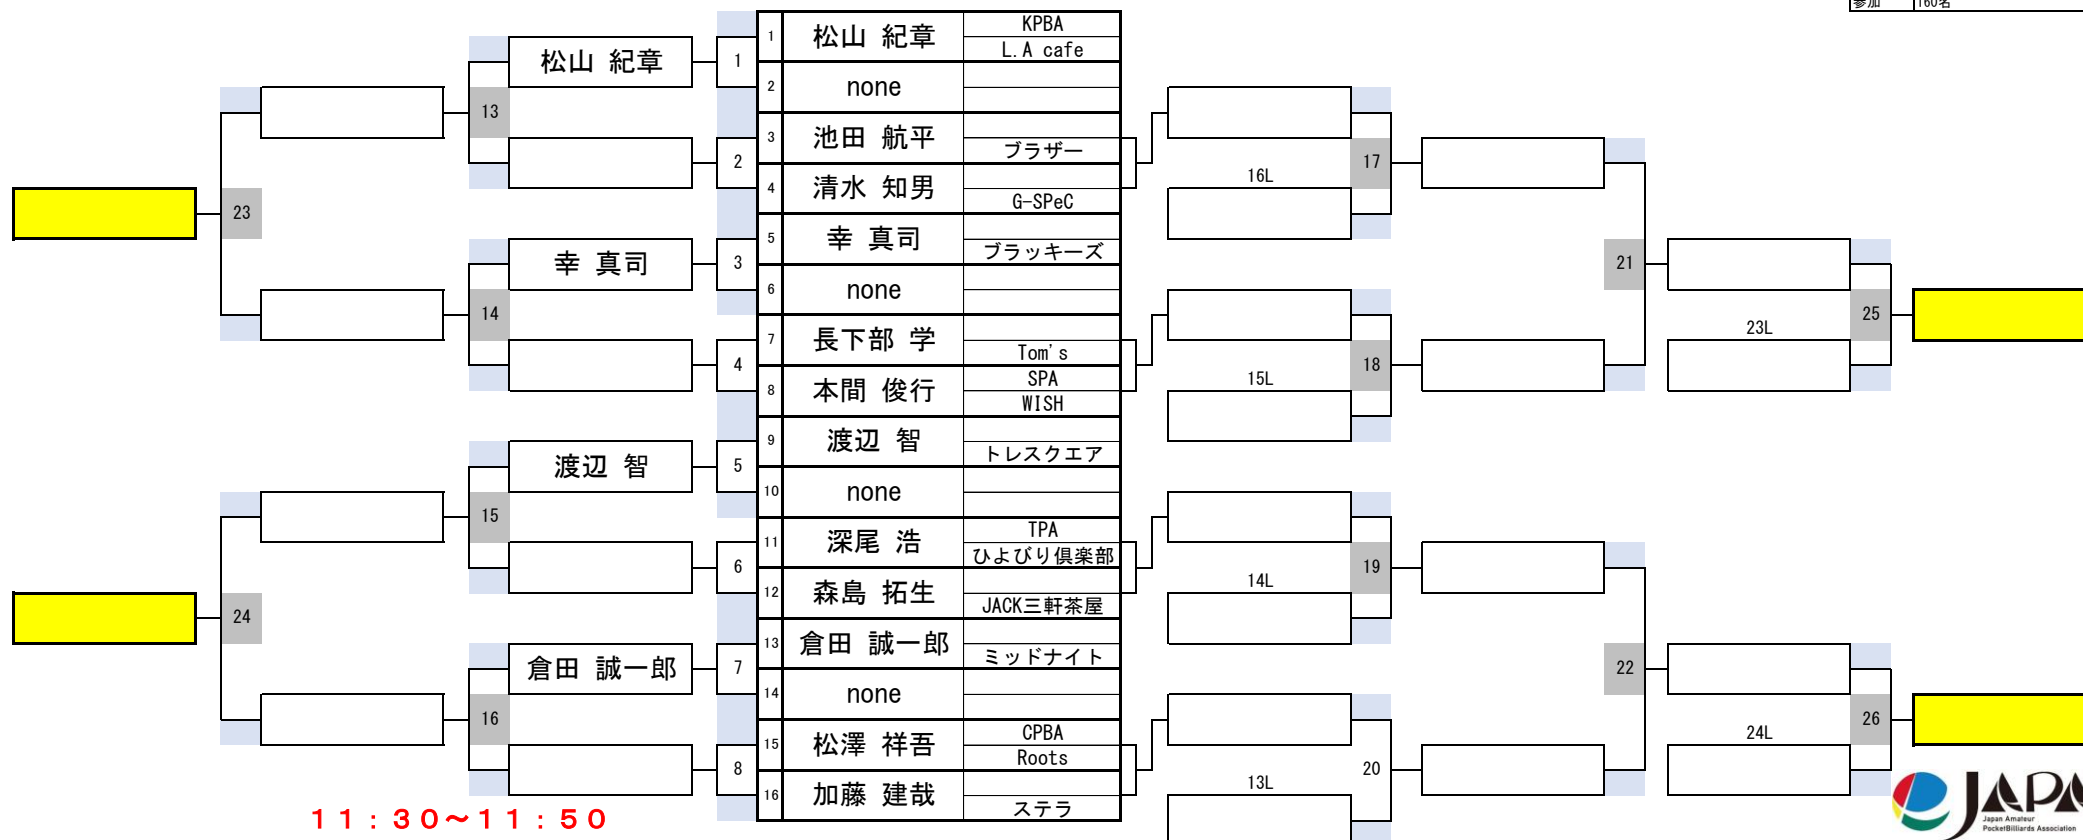 参加 160名
1 松山 紀章 KPBA
L.A cafe
2 none
3 池田 航平
ブラザー
4 清水 知男
G-SPeC
5 幸 真司
ブラッキーズ
6 none
7 長下部 学
Tom's
8 本間 俊行 SPA
WISH
9 渡辺 智
トレスクエア
10 none
11 深尾 浩 TPA
ひよびり倶楽部
12 森島 拓生
JACK三軒茶屋
13 倉田 誠一郎
ミッドナイト
14 none
15 松澤 祥吾 CPBA
Roots
16 加藤 建哉
ステラ
松山 紀章 1
2
幸 真司 3
4
渡辺 智 5
6
倉田 誠一郎 7
8
13
14
15
16
23
24
16L
17
15L
18
14L
19
13L
20
21
22
23L
25
24L
26
11:30~11:50
JAPA
Japan Amateur
PocketBilliards Association